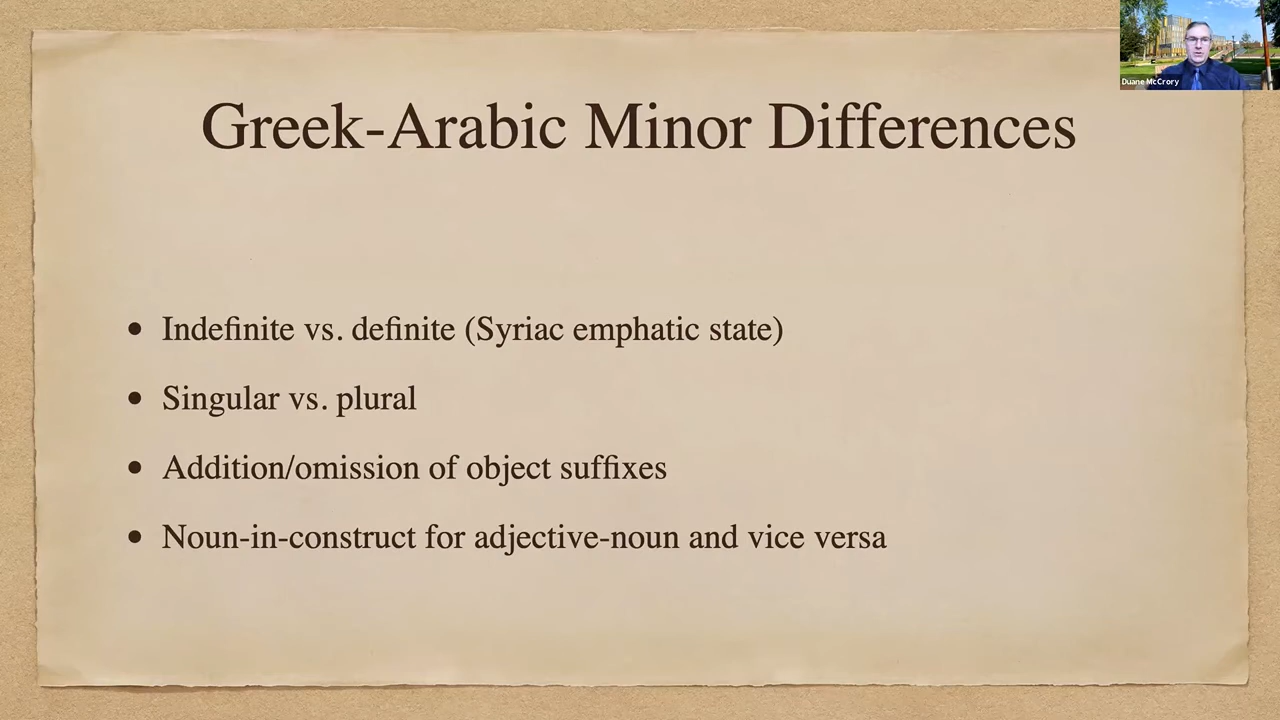 Duane McCrory
Greek-Arabic Minor Differences
• Indefinite vs. definite (Syriac emphatic state)
• Singular vs. plural
• Addition/omission of object suffixes
• Noun-in-construct for adjective-noun and vice versa